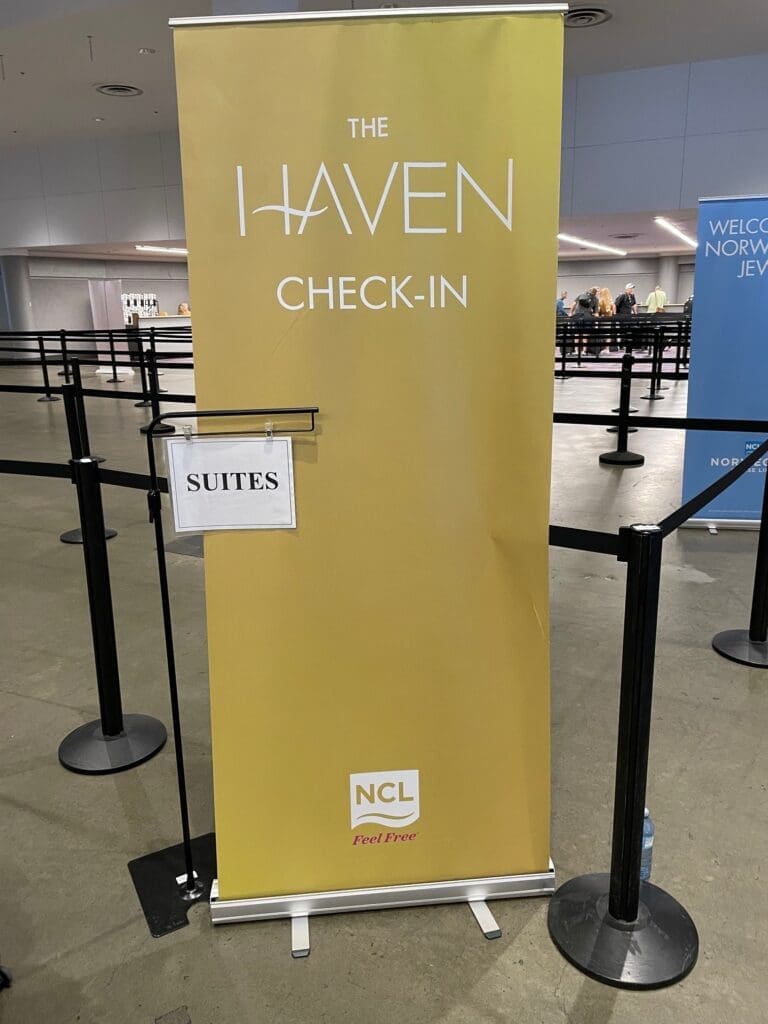 THE
HAVEN
CHECK-IN
SUITES
NCL
Feel Free